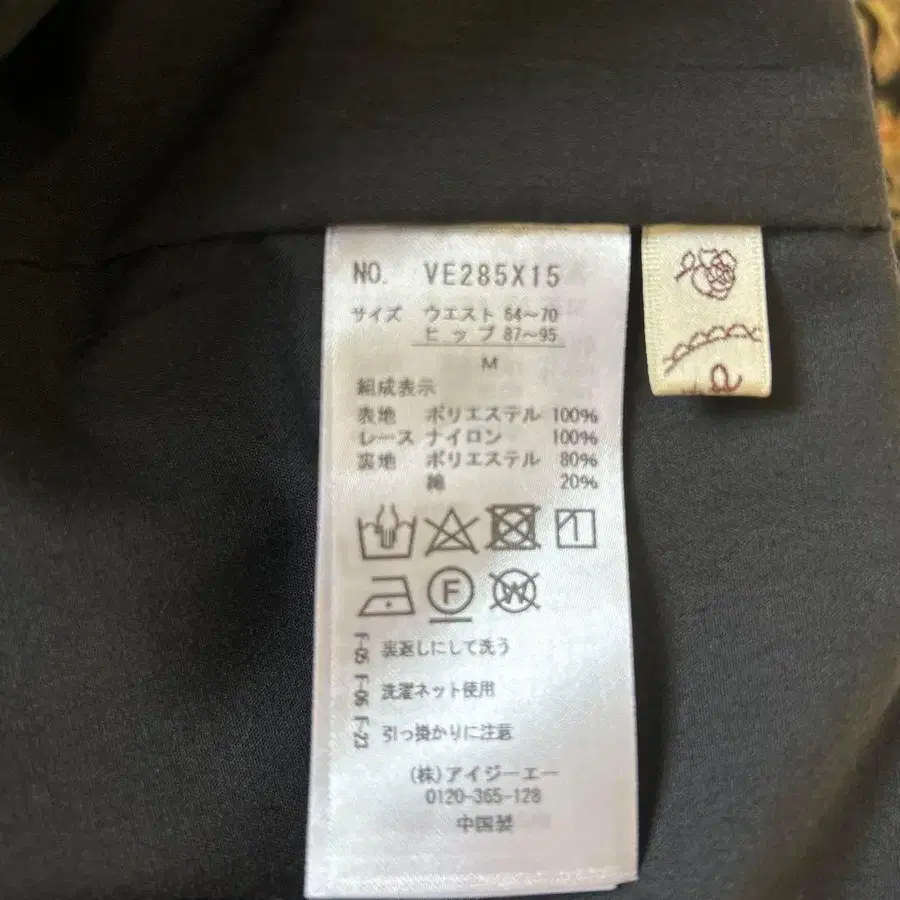 NO. VE285X15
サイズ ウエスト 64～70
ヒップ 87～95
M
組成表示
表地 ポリエステル 100%
レース ナイロン 100%
裏地 ポリエステル 80%
綿 20%
F W
F-05 裏返しにして洗う
F-06 洗濯ネット使用
F-23 引っ掛かりに注意
(株)アイジーエー
0120-365-128
中国製